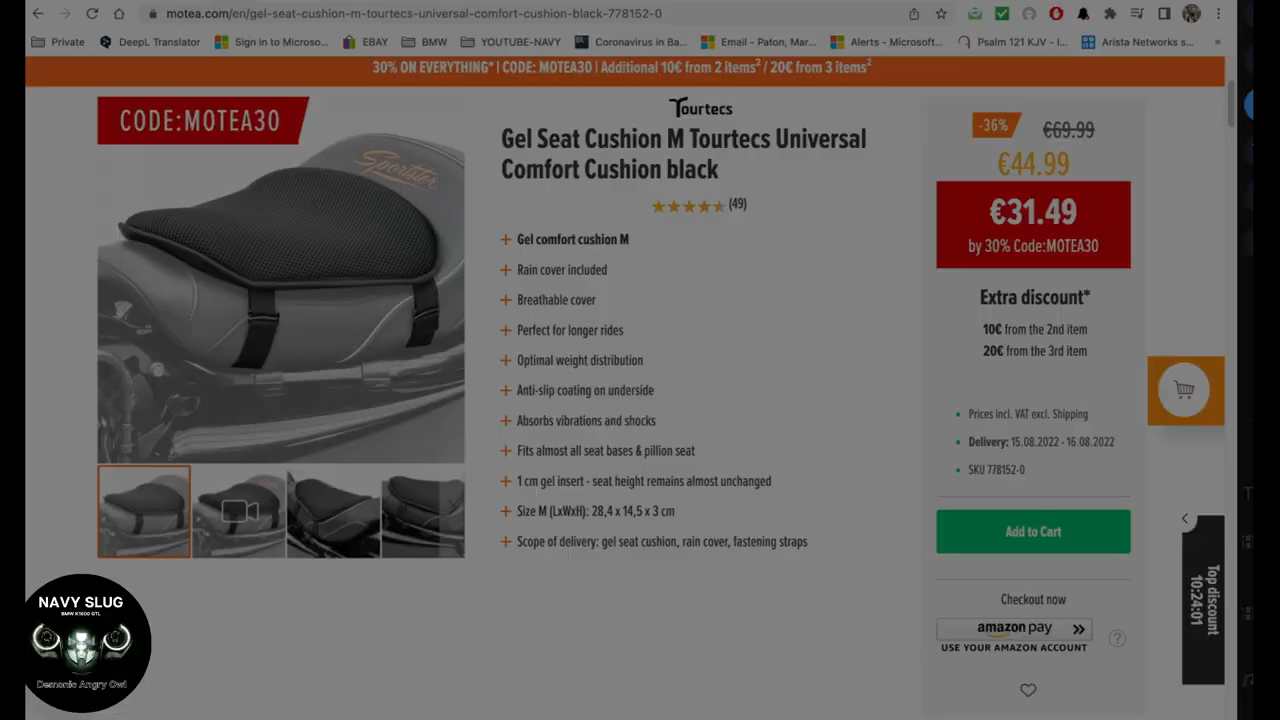 motea.com/en/gel-seat-cushion-m-tourtecs-universal-comfort-cushion-black-778152-0
Private
DeepL Translator
Sign in to Microso...
EBAY
BMW
YOUTUBE-NAVY
Coronavirus in Ba...
Email - Paton, Mar...
Alerts - Microsoft...
Psalm 121 KJV - I...
Arista Networks s...
»
30% ON EVERYTHING* | CODE: MOTEA30 | Additional 10€ from 2 items² / 20€ from 3 items²
CODE:MOTEA30
Sportster
Tourtecs
Gel Seat Cushion M Tourtecs Universal
Comfort Cushion black
(49)
Gel comfort cushion M
Rain cover included
Breathable cover
Perfect for longer rides
Optimal weight distribution
Anti-slip coating on underside
Absorbs vibrations and shocks
Fits almost all seat bases & pillion seat
1 cm gel insert - seat height remains almost unchanged
Size M (LxWxH): 28,4 x 14,5 x 3 cm
Scope of delivery: gel seat cushion, rain cover, fastening straps
-36%
€69.99
€44.99
€31.49
by 30% Code:MOTEA30
Extra discount*
10€ from the 2nd item
20€ from the 3rd item
Prices incl. VAT excl. Shipping
Delivery: 15.08.2022 - 16.08.2022
SKU 778152-0
Add to Cart
Checkout now
amazon pay
USE YOUR AMAZON ACCOUNT
?
Top discount
10:24:01
NAVY SLUG
BMW K1600 GTL
Demonic Angry Owl